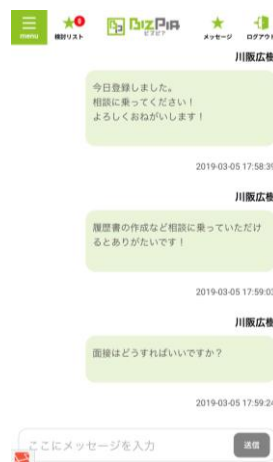 menu
検討リスト
0
BizPiA
ビズピア
メッセージ
ログアウト
川阪広樹
今日登録しました。
相談に乗ってください！
よろしくおねがいします！
2019-03-05 17:58:39
川阪広樹
履歴書の作成など相談に乗っていただけ
るとありがたいです！
2019-03-05 17:59:03
川阪広樹
面接はどうすればいいですか？
2019-03-05 17:59:24
ここにメッセージを入力
送信